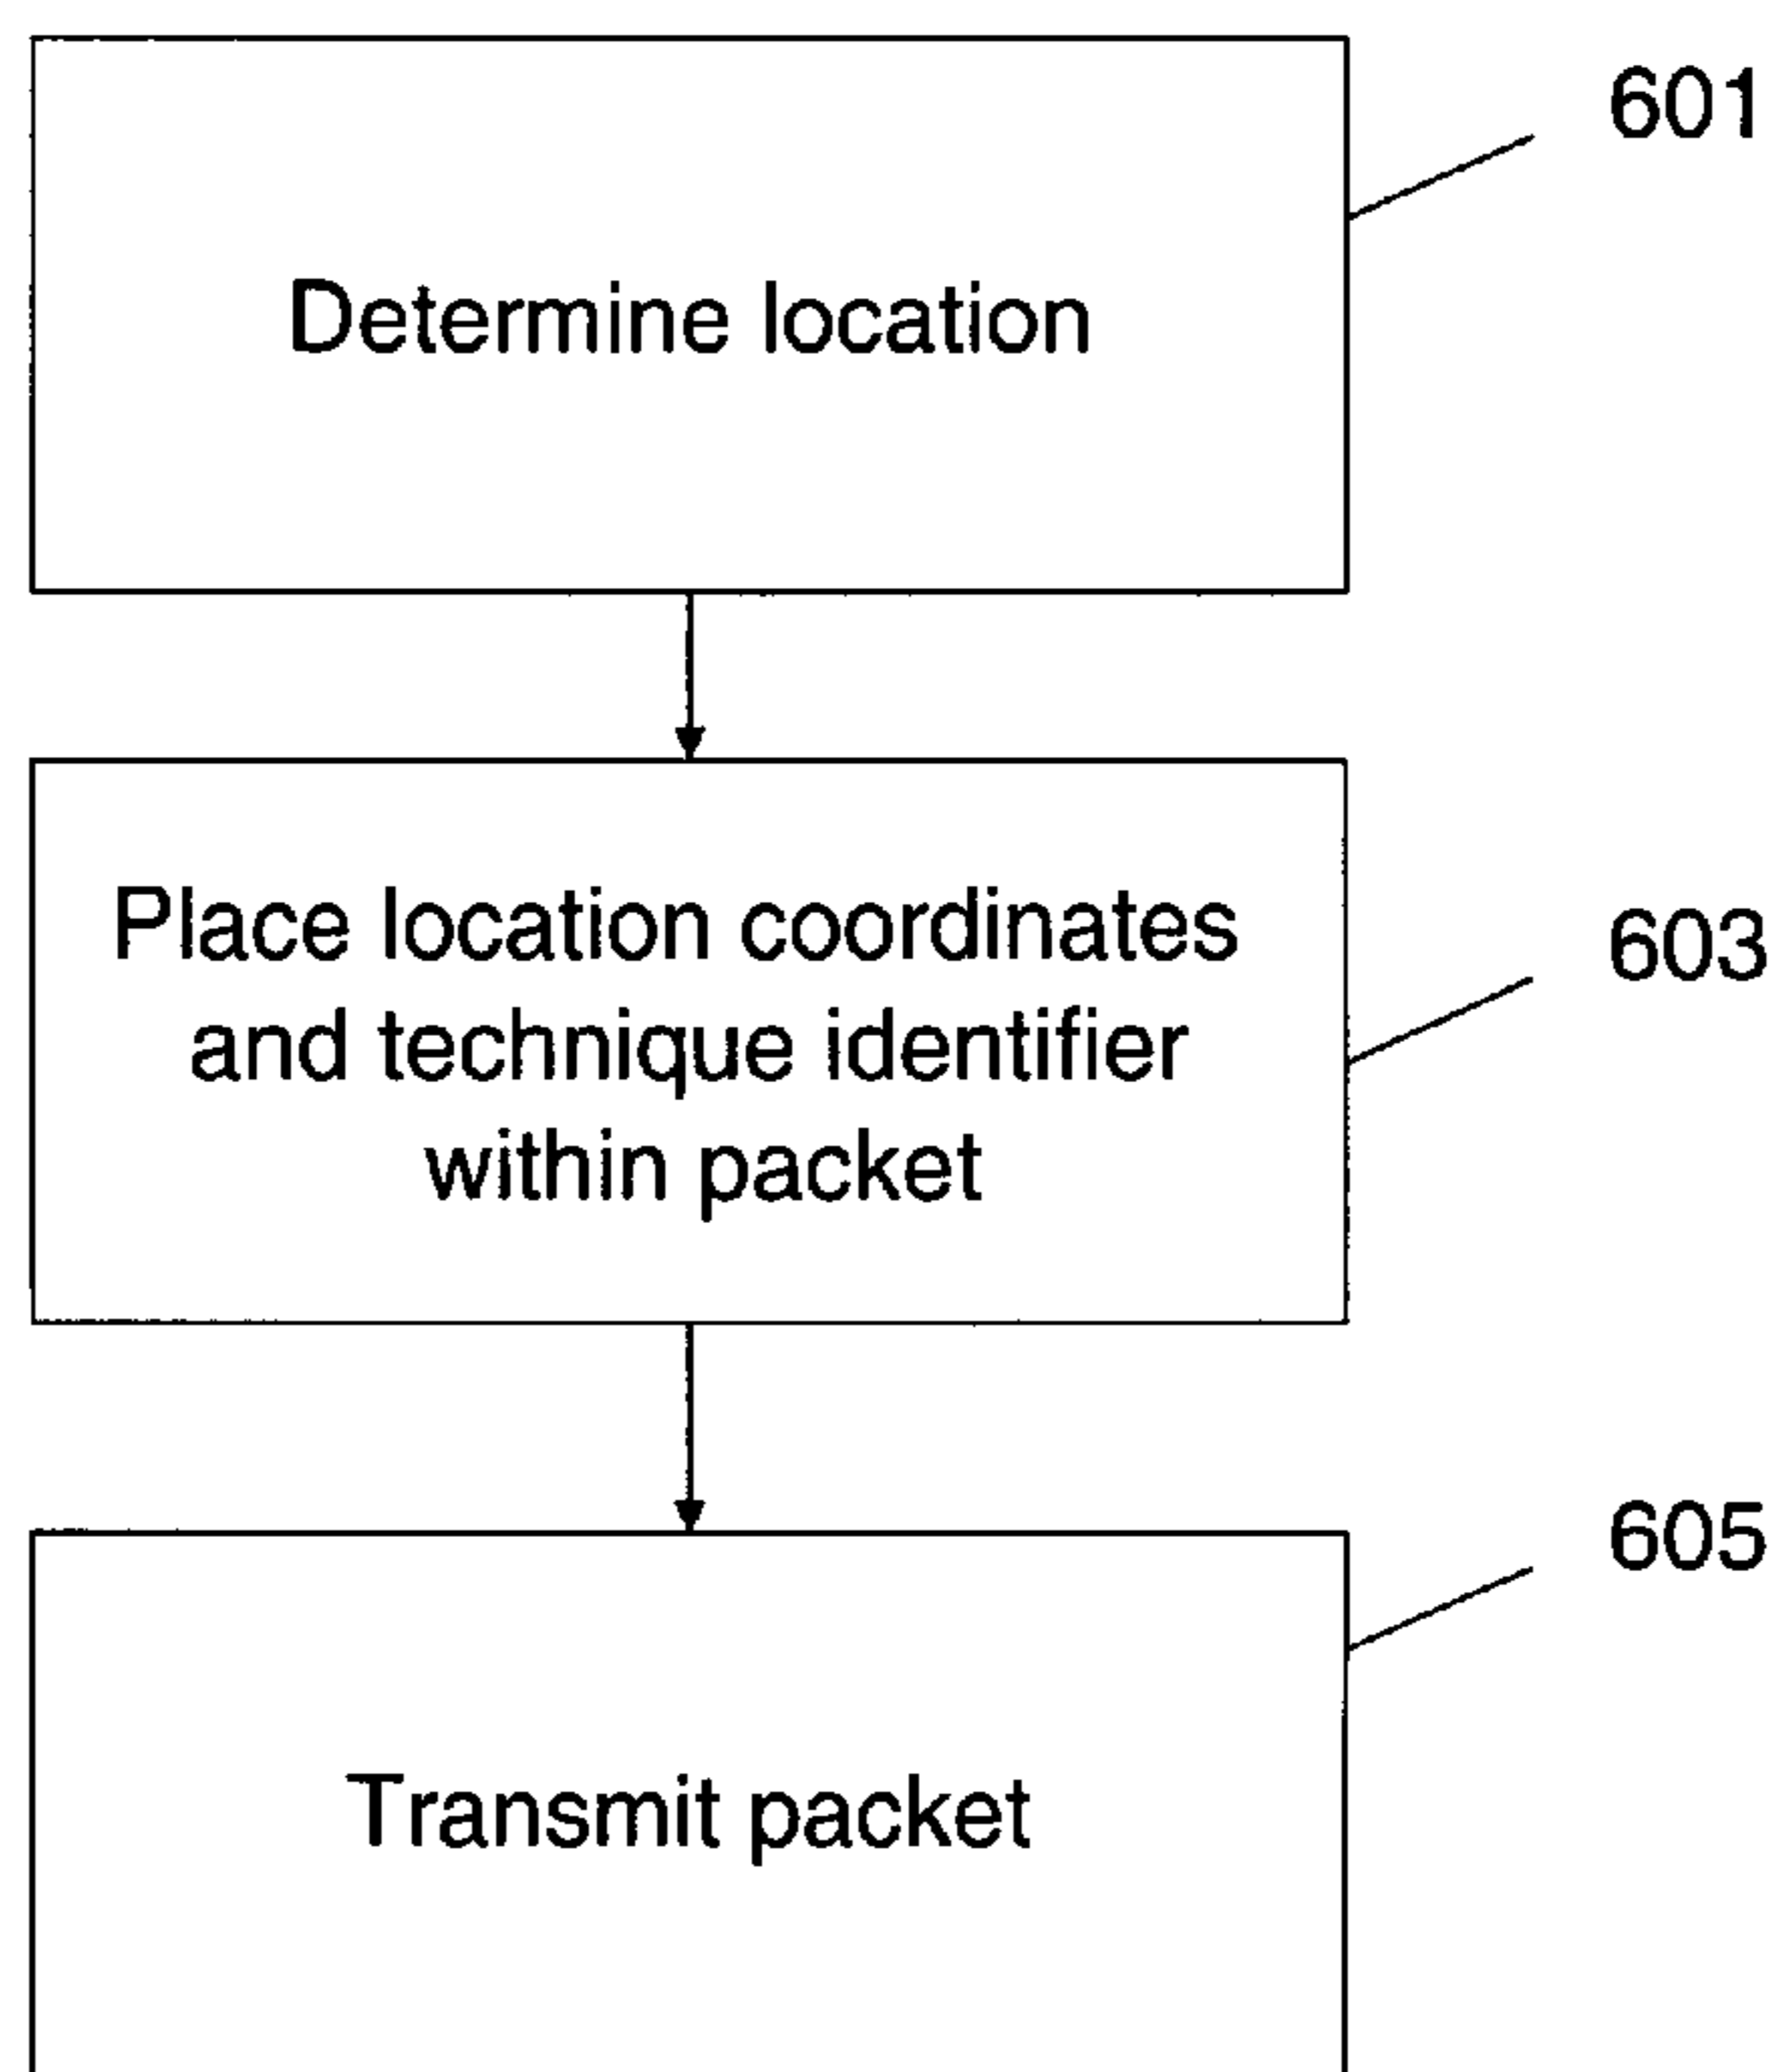 601
Determine location
Place location coordinates
603
and technique identifier
within packet
605
Transmit packet